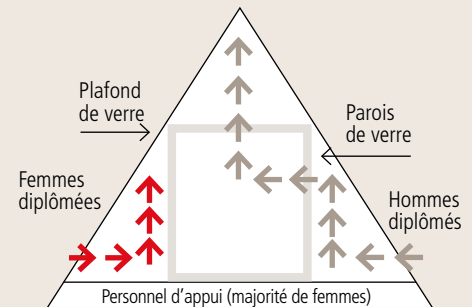 Plafond
de verre
Parois
de verre
Femmes
diplômées
Hommes
diplômés
Personnel d'appui (majorité de femmes)